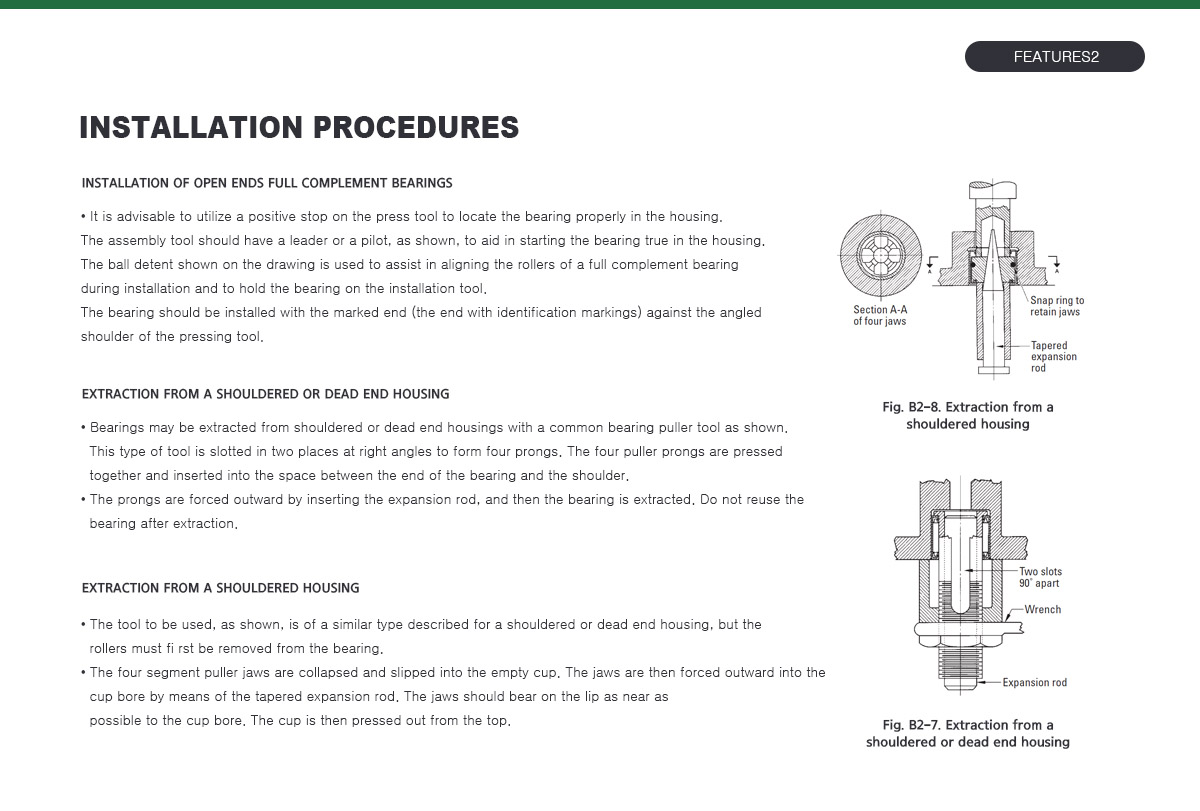 FEATURES2
INSTALLATION PROCEDURES
INSTALLATION OF OPEN ENDS FULL COMPLEMENT BEARINGS
• It is advisable to utilize a positive stop on the press tool to locate the bearing properly in the housing.
The assembly tool should have a leader or a pilot, as shown, to aid in starting the bearing true in the housing.
The ball detent shown on the drawing is used to assist in aligning the rollers of a full complement bearing
during installation and to hold the bearing on the installation tool.
The bearing should be installed with the marked end (the end with identification markings) against the angled
shoulder of the pressing tool.
EXTRACTION FROM A SHOULDERED OR DEAD END HOUSING
• Bearings may be extracted from shouldered or dead end housings with a common bearing puller tool as shown.
This type of tool is slotted in two places at right angles to form four prongs. The four puller prongs are pressed
together and inserted into the space between the end of the bearing and the shoulder.
• The prongs are forced outward by inserting the expansion rod, and then the bearing is extracted. Do not reuse the
bearing after extraction.
EXTRACTION FROM A SHOULDERED HOUSING
• The tool to be used, as shown, is of a similar type described for a shouldered or dead end housing, but the
rollers must fi rst be removed from the bearing.
• The four segment puller jaws are collapsed and slipped into the empty cup. The jaws are then forced outward into the
cup bore by means of the tapered expansion rod. The jaws should bear on the lip as near as
possible to the cup bore. The cup is then pressed out from the top.
A
A
Section A-A
of four jaws
Snap ring to
retain jaws
Tapered
expansion
rod
Fig. B2-8. Extraction from a
shouldered housing
Two slots
90° apart
Wrench
Expansion rod
Fig. B2-7. Extraction from a
shouldered or dead end housing